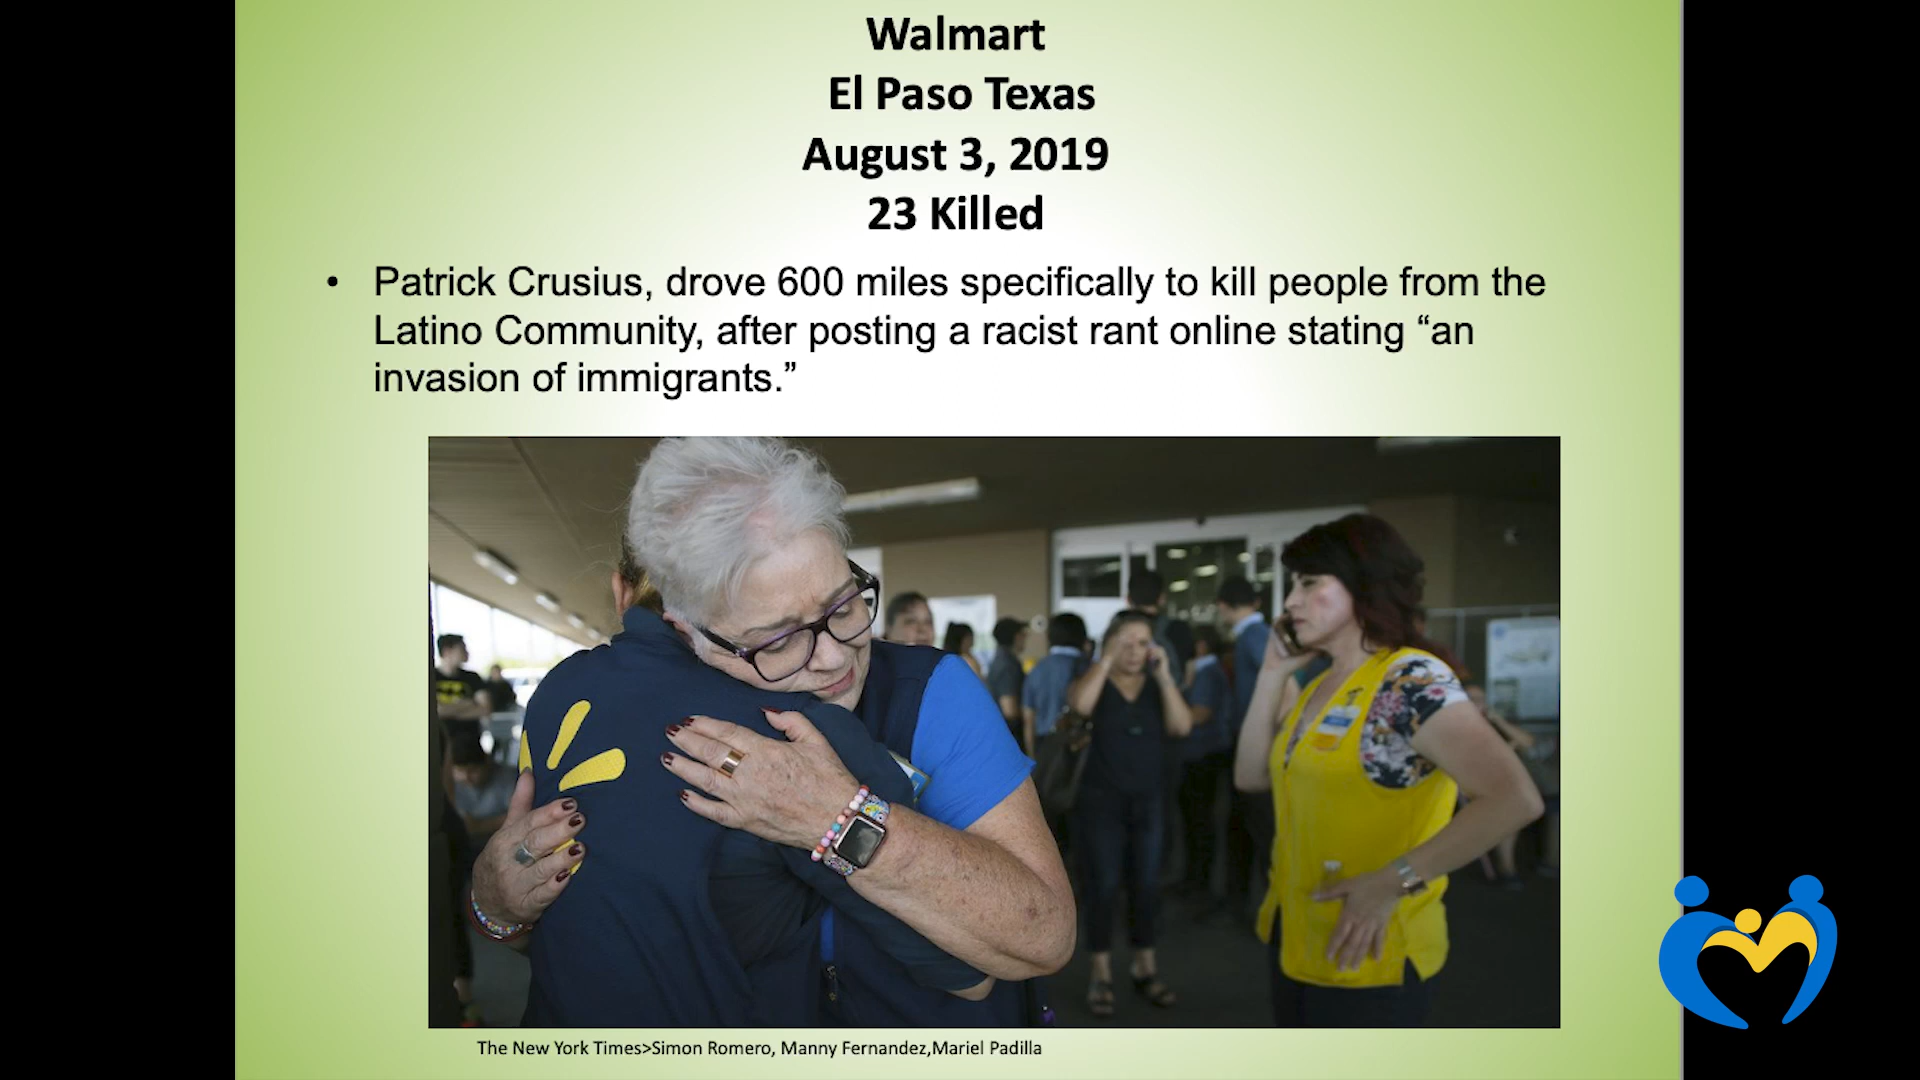 Walmart
El Paso Texas
August 3, 2019
23 Killed
• Patrick Crusius, drove 600 miles specifically to kill people from the
Latino Community, after posting a racist rant online stating “an
invasion of immigrants.”
The New York Times>Simon Romero, Manny Fernandez,Mariel Padilla